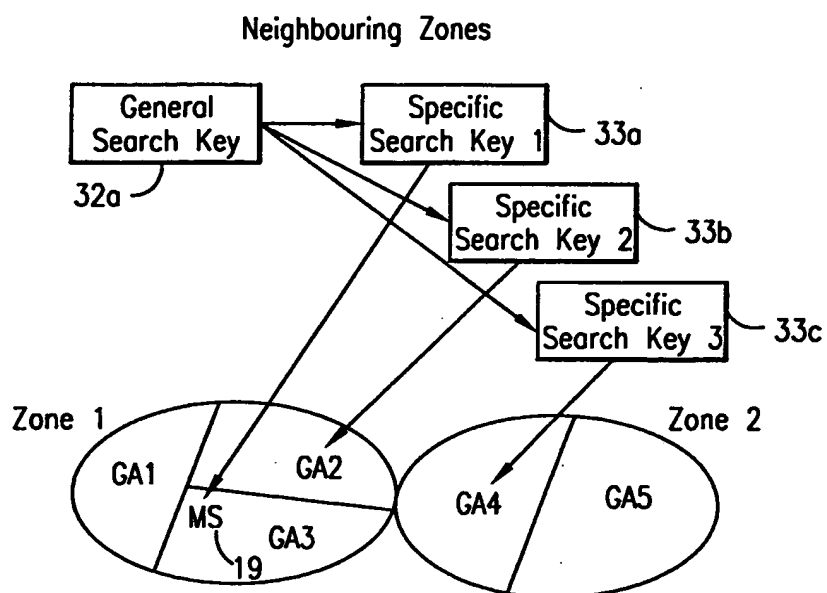 Neighbouring Zones
General
Search Key
32a
Specific
Search Key 1
33a
Specific
Search Key 2
33b
Specific
Search Key 3
33c
Zone 1
Zone 2
GA1
GA2
MS
19
GA3
GA4
GA5